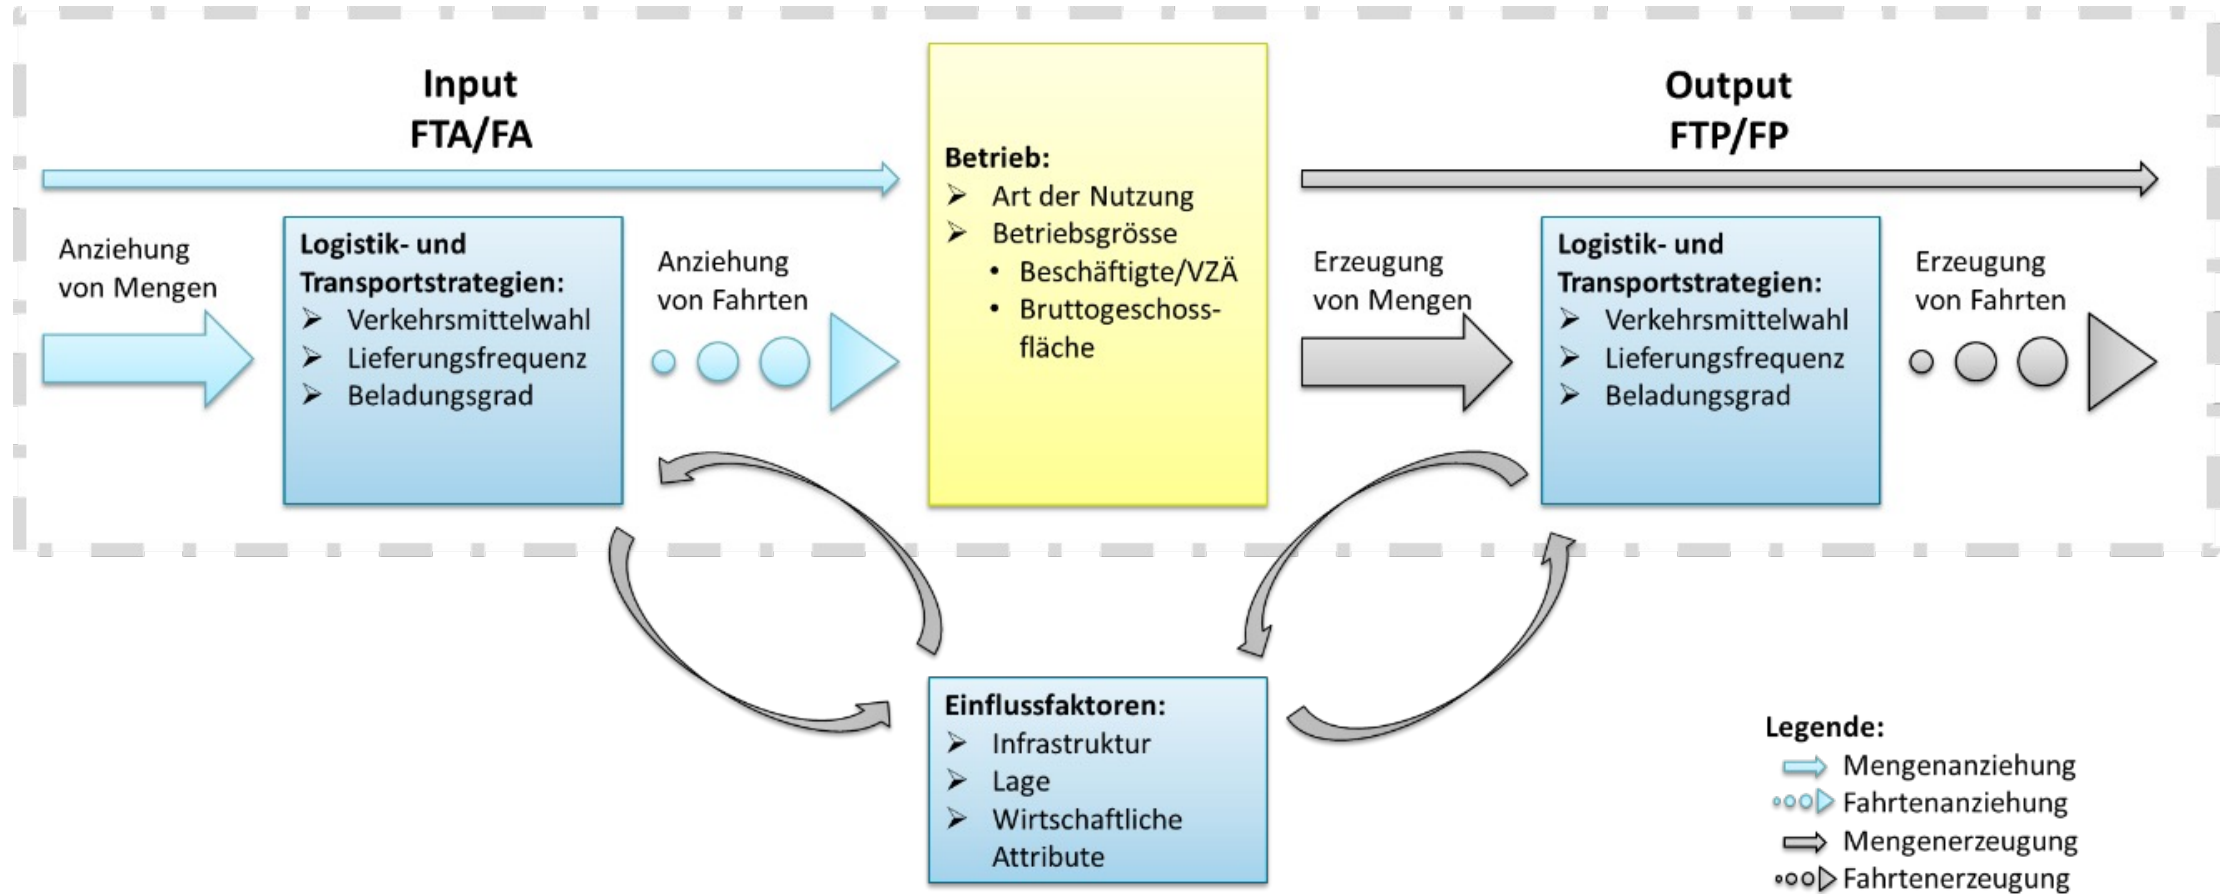 Input
FTA/FA
Anziehung
von Mengen
Logistik- und
Transportstrategien:
Verkehrsmittelwahl
Lieferungsfrequenz
Beladungsgrad
Anziehung
von Fahrten
Betrieb:
Art der Nutzung
Betriebsgrösse
Beschäftigte/VZÄ
Bruttogeschoss-
fläche
Output
FTP/FP
Erzeugung
von Mengen
Logistik- und
Transportstrategien:
Verkehrsmittelwahl
Lieferungsfrequenz
Beladungsgrad
Erzeugung
von Fahrten
Einflussfaktoren:
Infrastruktur
Lage
Wirtschaftliche
Attribute
Legende:
Mengenanziehung
Fahrtenanziehung
Mengenerzeugung
Fahrtenerzeugung